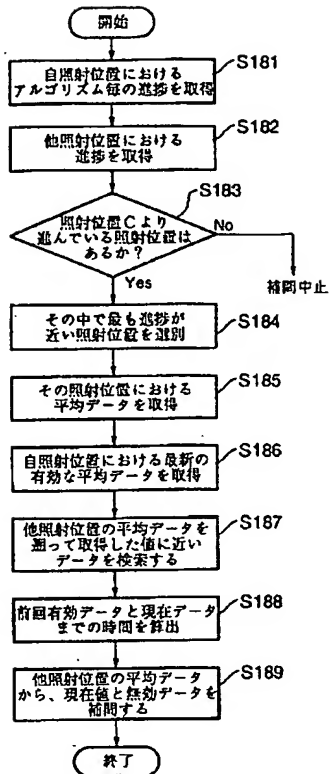 開始
自照射位置における
アルゴリズム毎の進捗を取得
S181
他照射位置における
進捗を取得
S182
照射位置Cより
進んでいる照射位置は
あるか?
S183
No
補間中止
Yes
その中で最も進捗が
近い照射位置を選別
S184
その照射位置における
平均データを取得
S185
自照射位置における最新の
有効な平均データを取得
S186
他照射位置の平均データを
遡って取得した値に近い
データを検索する
S187
前回有効データと現在データ
までの時間を算出
S188
他照射位置の平均データ
から、現在値と無効データを
補間する
S189
終了